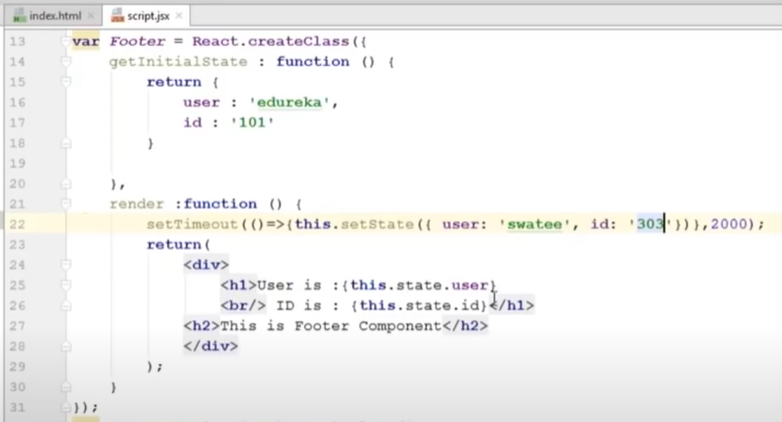 index.html
script.jsx
13 var Footer = React.createClass({
14 getInitialState : function () {
15 return {
16 user : 'edureka',
17 id : '101'
18 }
19
20 },
21 render :function () {
22 setTimeout(()=>{this.setState({ user: 'swatee', id: '303'})},2000);
23 return(
24 <div>
25 <h1>User is :{this.state.user}
26 <br/> ID is : {this.state.id}</h1>
27 <h2>This is Footer Component</h2>
28 </div>
29 );
30 }
31 });